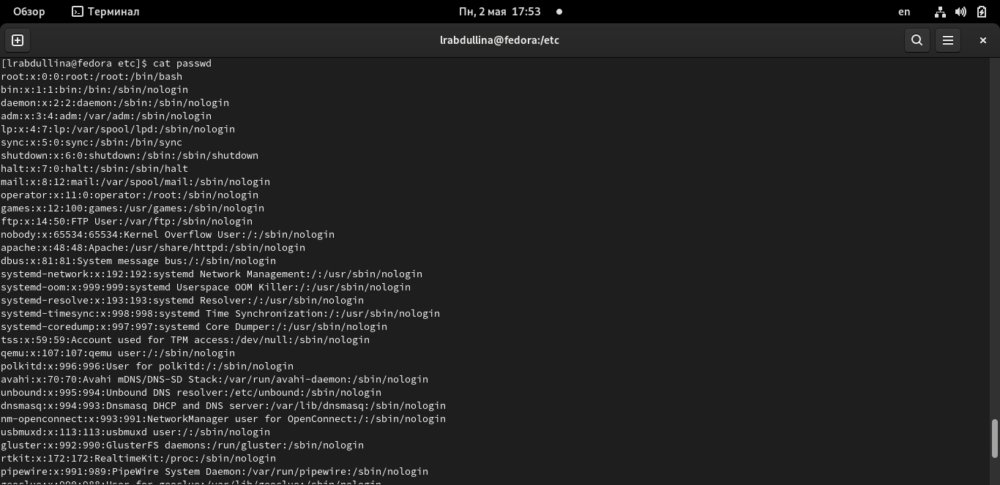 Обзор
Терминал
Пн, 2 мая 17:53
en
lrabdullina@fedora:/etc
[lrabdullina@fedora etc]$ cat passwd
root:x:0:0:root:/root:/bin/bash
bin:x:1:1:bin:/bin:/sbin/nologin
daemon:x:2:2:daemon:/sbin:/sbin/nologin
adm:x:3:4:adm:/var/adm:/sbin/nologin
lp:x:4:7:lp:/var/spool/lpd:/sbin/nologin
sync:x:5:0:sync:/sbin:/bin/sync
shutdown:x:6:0:shutdown:/sbin:/sbin/shutdown
halt:x:7:0:halt:/sbin:/sbin/halt
mail:x:8:12:mail:/var/spool/mail:/sbin/nologin
operator:x:11:0:operator:/root:/sbin/nologin
games:x:12:100:games:/usr/games:/sbin/nologin
ftp:x:14:50:FTP User:/var/ftp:/sbin/nologin
nobody:x:65534:65534:Kernel Overflow User:/:/sbin/nologin
apache:x:48:48:Apache:/usr/share/httpd:/sbin/nologin
dbus:x:81:81:System message bus:/:/sbin/nologin
systemd-network:x:192:192:systemd Network Management:/:/usr/sbin/nologin
systemd-oom:x:999:999:systemd Userspace OOM Killer:/:/usr/sbin/nologin
systemd-resolve:x:193:193:systemd Resolver:/:/usr/sbin/nologin
systemd-timesync:x:998:998:systemd Time Synchronization:/:/usr/sbin/nologin
systemd-coredump:x:997:997:systemd Core Dumper:/:/usr/sbin/nologin
tss:x:59:59:Account used for TPM access:/dev/null:/sbin/nologin
qemu:x:107:107:qemu user:/:/sbin/nologin
polkitd:x:996:996:User for polkitd:/:/sbin/nologin
avahi:x:70:70:Avahi mDNS/DNS-SD Stack:/var/run/avahi-daemon:/sbin/nologin
unbound:x:995:994:Unbound DNS resolver:/etc/unbound:/sbin/nologin
dnsmasq:x:994:993:Dnsmasq DHCP and DNS server:/var/lib/dnsmasq:/sbin/nologin
nm-openconnect:x:993:991:NetworkManager user for OpenConnect:/:/sbin/nologin
usbmuxd:x:113:113:usbmuxd user:/:/sbin/nologin
gluster:x:992:990:GlusterFS daemons:/run/gluster:/sbin/nologin
rtkit:x:172:172:RealtimeKit:/proc:/sbin/nologin
pipewire:x:991:989:PipeWire System Daemon:/var/run/pipewire:/sbin/nologin
geoclue:x:990:988:User for geoclue:/var/lib/geoclue:/sbin/nologin